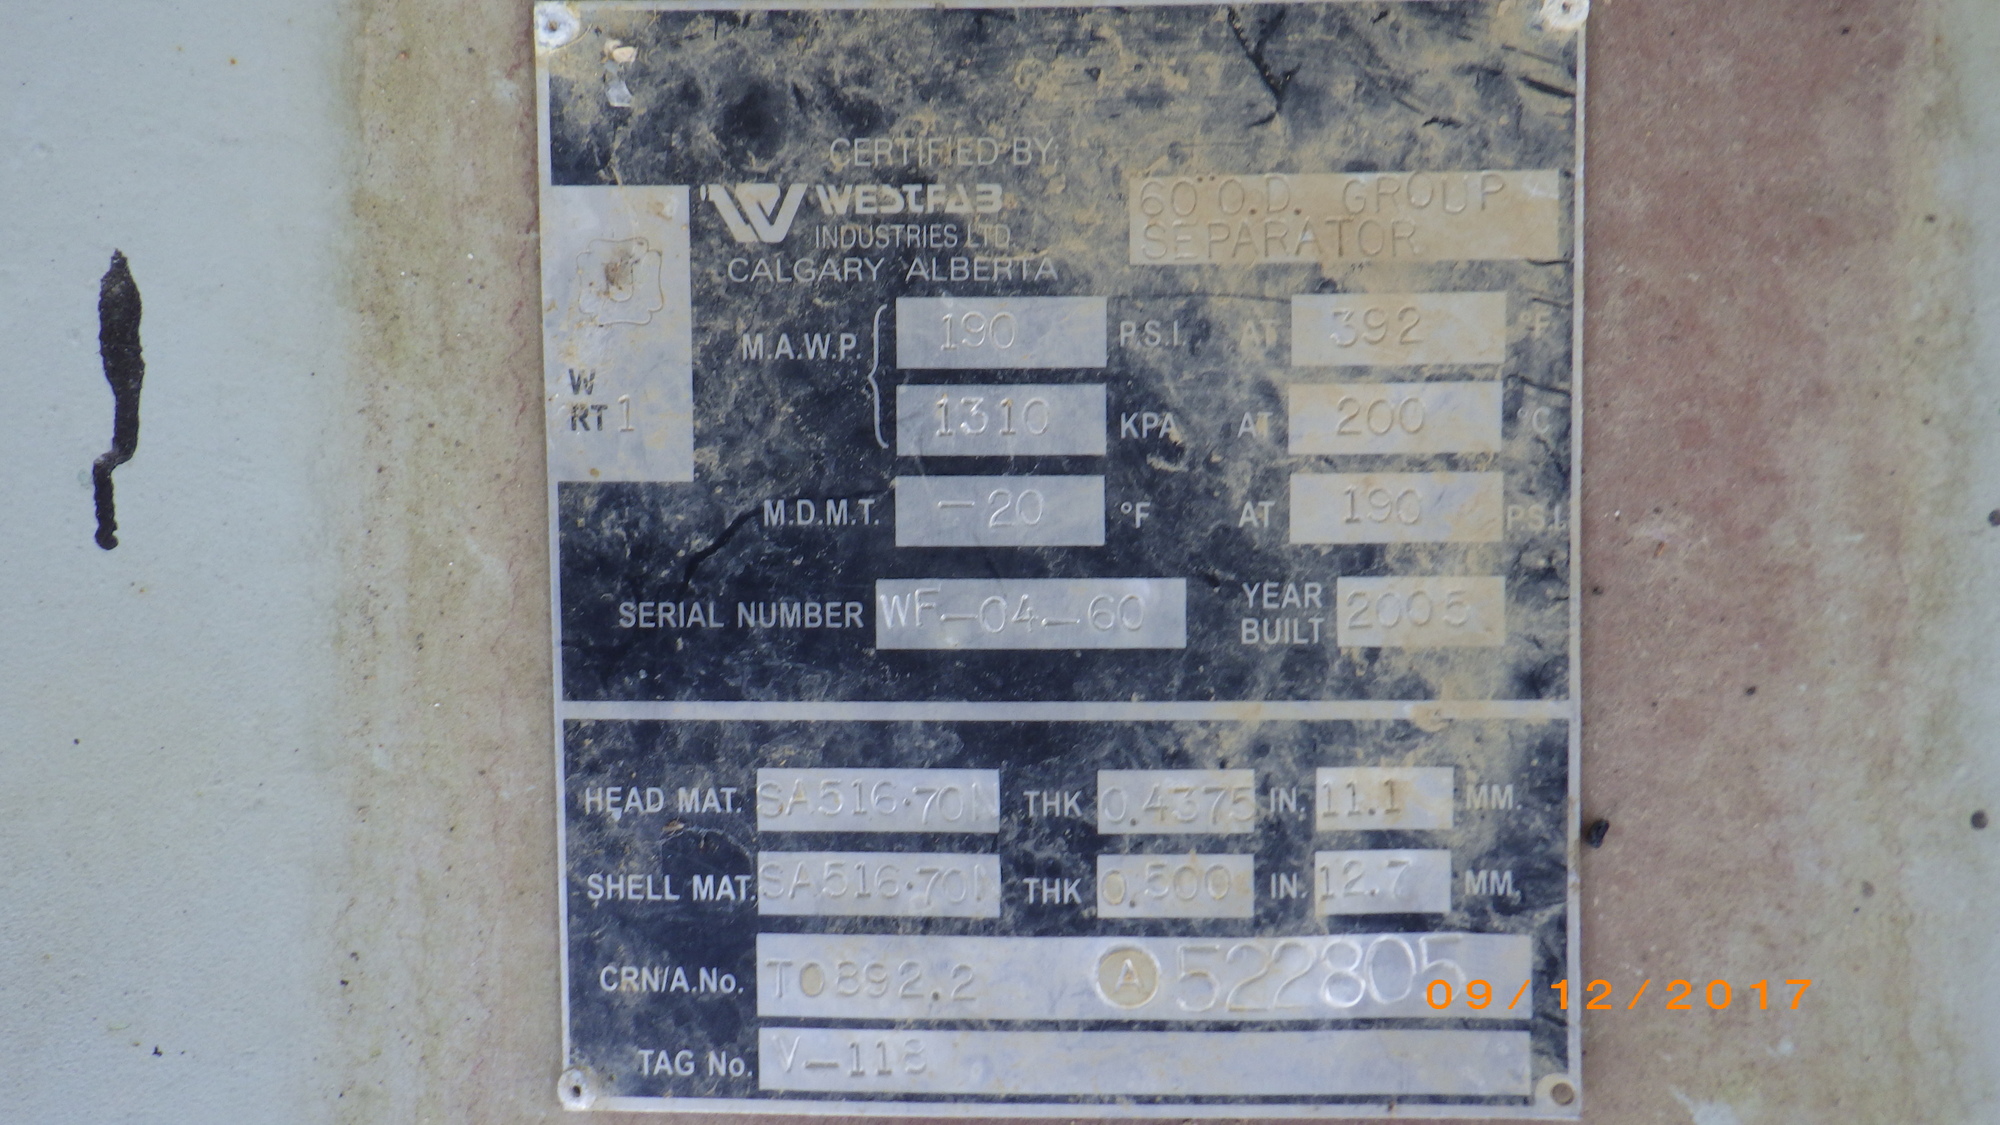 CERTIFIED BY
WESTFAB
INDUSTRIES LTD.
CALGARY ALBERTA
60" O.D. GROUP
SEPARATOR
U
W
RT 1
M.A.W.P. 190 P.S.I. AT 392 °F
1310 KPA AT 200 °C
M.D.M.T. -20 °F AT 190 P.S.I.
SERIAL NUMBER WF-04-60 YEAR BUILT 2005
HEAD MAT. SA516-70N THK 0.4375 IN. 11.1 MM.
SHELL MAT. SA516-70N THK 0.500 IN. 12.7 MM.
CRN/A.No. T0892.2 A 522805
TAG No.
09/12/2017